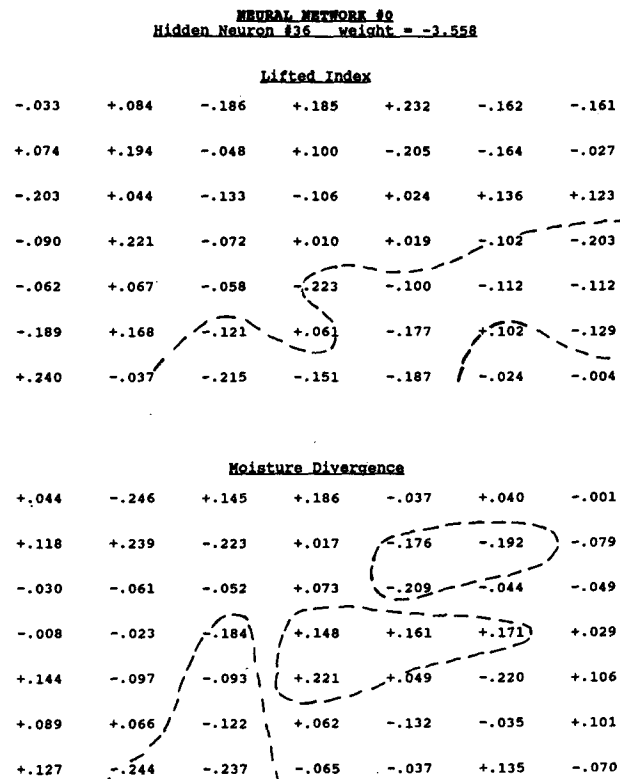 NEURAL NETWORK #0
Hidden Neuron #36 weight = -3.558
Lifted Index
-.033 +.084 -.186 +.185 +.232 -.162 -.161
+.074 +.194 -.048 +.100 -.205 -.164 -.027
-.203 +.044 -.133 -.106 +.024 +.136 +.123
-.090 +.221 -.072 +.010 +.019 -.102 -.203
-.062 +.067 -.058 -.223 -.100 -.112 -.112
-.189 +.168 -.121 +.061 -.177 +.102 -.129
+.240 -.037 -.215 -.151 -.187 -.024 -.004
Moisture Divergence
+.044 -.246 +.145 +.186 -.037 +.040 -.001
+.118 +.239 -.223 +.017 -.176 -.192 -.079
-.030 -.061 -.052 +.073 -.209 -.044 -.049
-.008 -.023 -.184 +.148 +.161 +.171 +.029
+.144 -.097 -.093 +.221 +.049 -.220 +.106
+.089 +.066 -.122 +.062 -.132 -.035 +.101
+.127 -.244 -.237 -.065 -.037 +.135 -.070